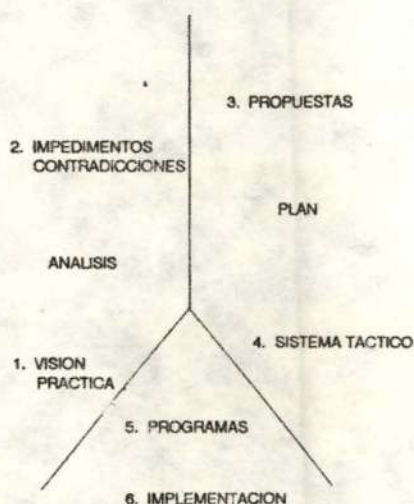 3. PROPUESTAS
2. IMPEDIMENTOS
CONTRADICCIONES
PLAN
ANALISIS
4. SISTEMA TACTICO
1. VISION
PRACTICA
5. PROGRAMAS
6. IMPLEMENTACION